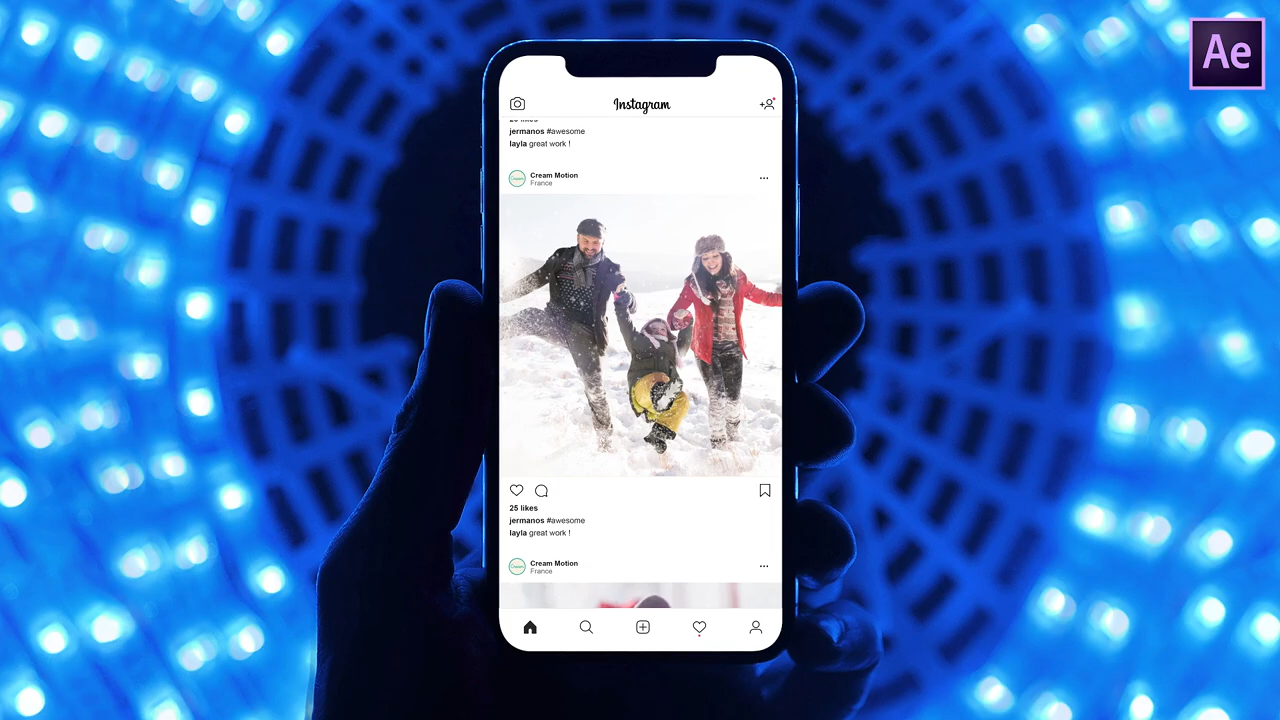 Ae
Instagram
jermanos #awesome
layla great work !
Cream Motion
France
25 likes
jermanos #awesome
layla great work !
Cream Motion
France